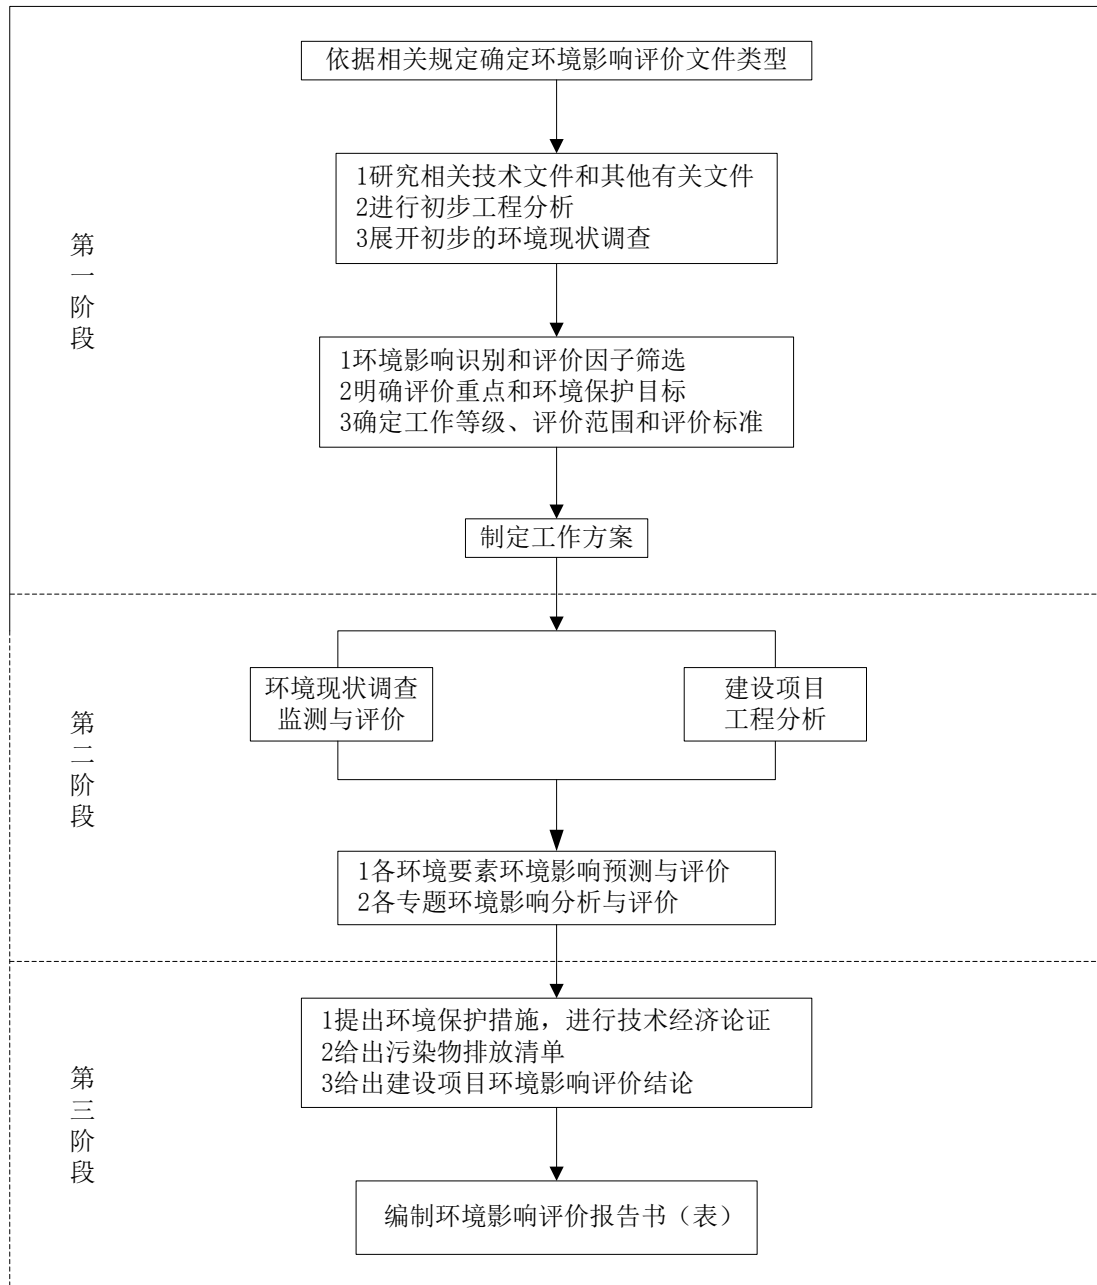 依据相关规定确定环境影响评价文件类型
1研究相关技术文件和其他有关文件
2进行初步工程分析
3展开初步的环境现状调查
第一阶段
1环境影响识别和评价因子筛选
2明确评价重点和环境保护目标
3确定工作等级、评价范围和评价标准
制定工作方案
第二阶段
环境现状调查
监测与评价
建设项目
工程分析
1各环境要素环境影响预测与评价
2各专题环境影响分析与评价
第三阶段
1提出环境保护措施，进行技术经济论证
2给出污染物排放清单
3给出建设项目环境影响评价结论
编制环境影响评价报告书（表）